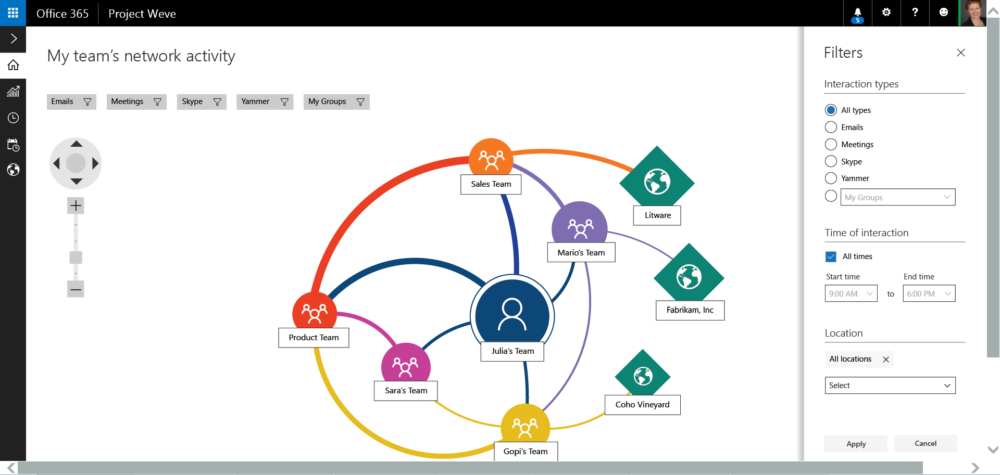 Office 365
Project Weve
5
My team's network activity
Emails
Meetings
Skype
Yammer
My Groups
Sales Team
Litware
Mario's Team
Fabrikam, Inc
Product Team
Julia's Team
Sara's Team
Coho Vineyard
Gopi's Team
Filters
Interaction types
All types
Emails
Meetings
Skype
Yammer
My Groups
Time of interaction
All times
Start time
End time
9:00 AM
to
6:00 PM
Location
All locations
Select
Apply
Cancel